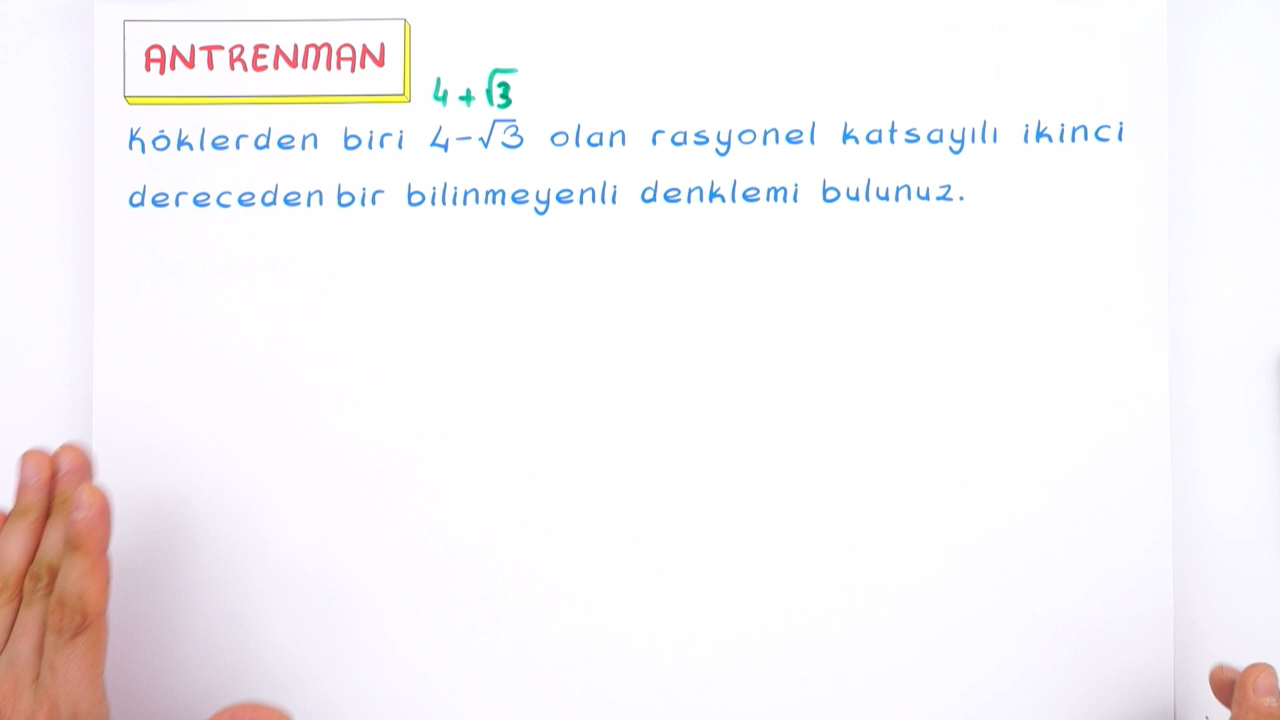 ANTRENMAN
4+√3
Köklerden biri 4-√3 olan rasyonel katsayılı ikinci
dereceden bir bilinmeyenli denklemi bulunuz.